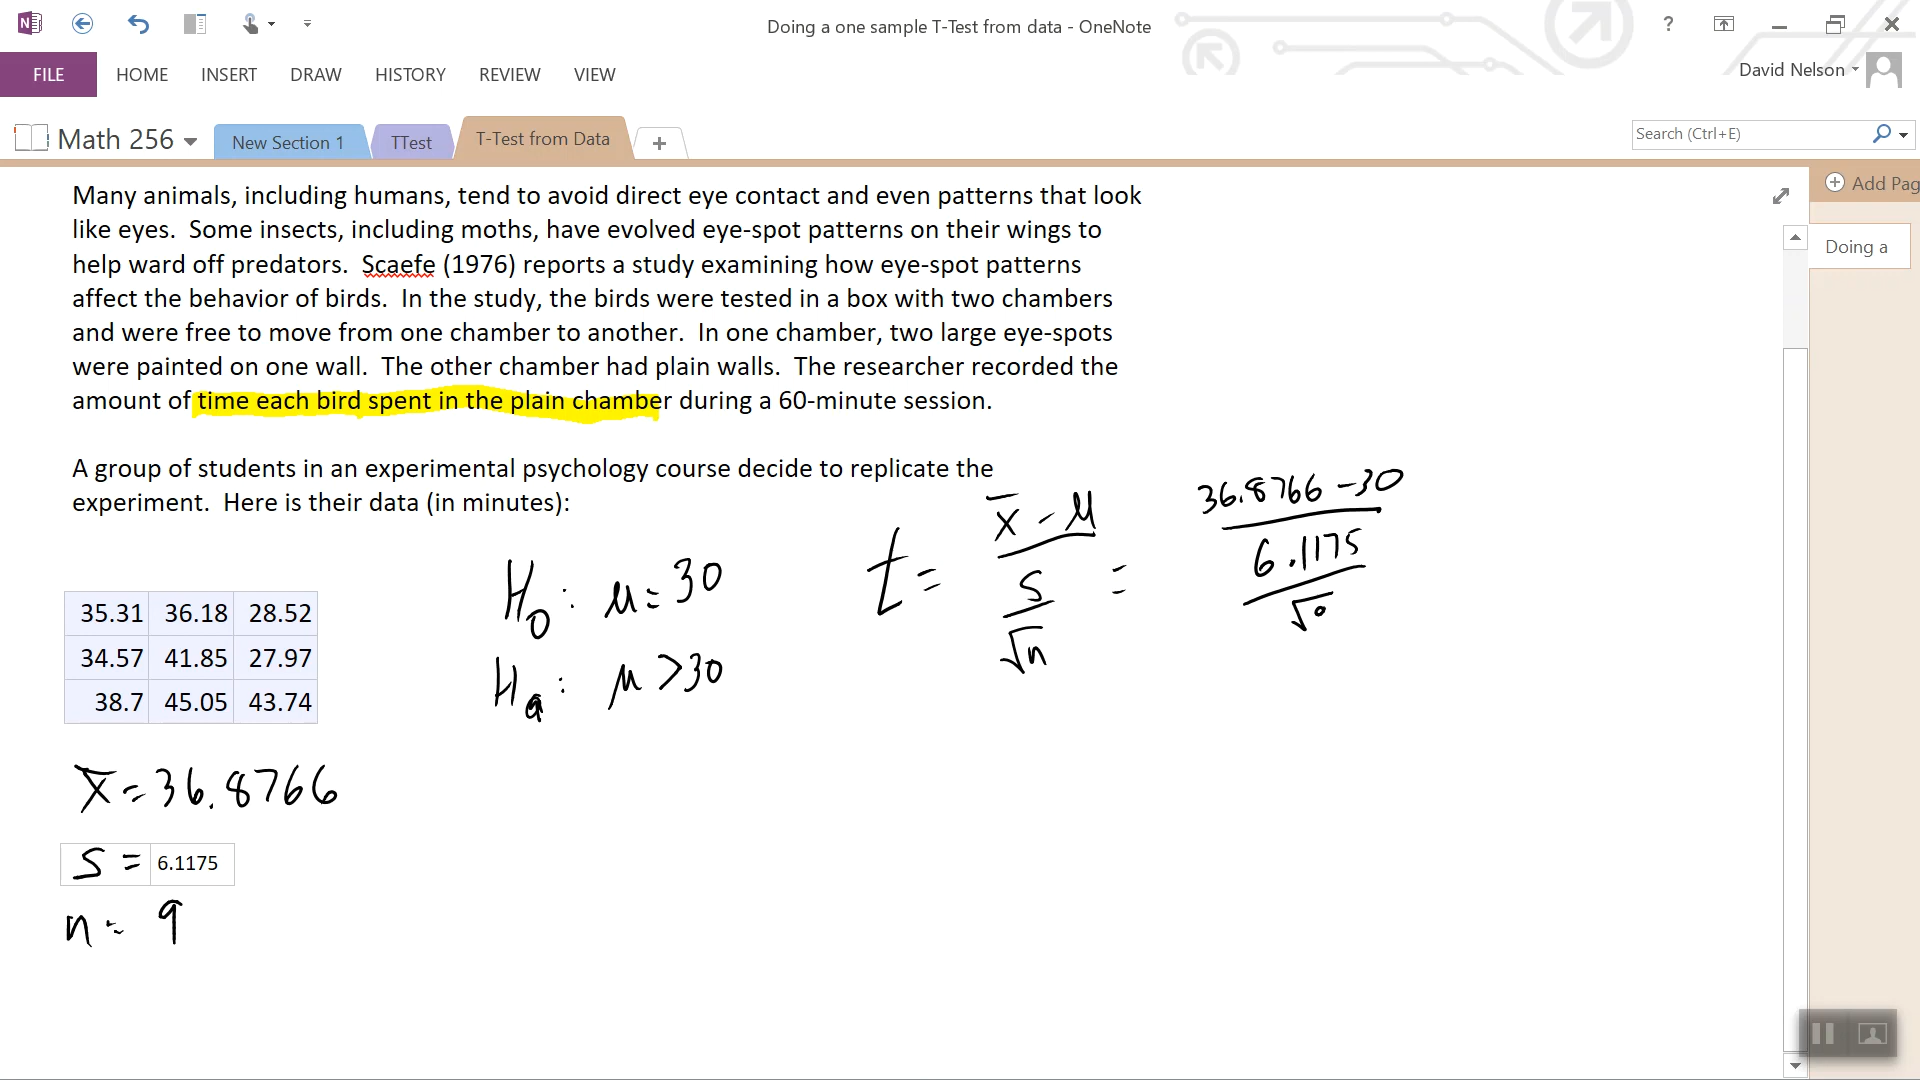 Doing a one sample T-Test from data - OneNote
?
FILE HOME INSERT DRAW HISTORY REVIEW VIEW
David Nelson
Math 256 New Section 1 TTest T-Test from Data +
Search (Ctrl+E)
Add Pag
Doing a
Many animals, including humans, tend to avoid direct eye contact and even patterns that look
like eyes. Some insects, including moths, have evolved eye-spot patterns on their wings to
help ward off predators. Scaefe (1976) reports a study examining how eye-spot patterns
affect the behavior of birds. In the study, the birds were tested in a box with two chambers
and were free to move from one chamber to another. In one chamber, two large eye-spots
were painted on one wall. The other chamber had plain walls. The researcher recorded the
amount of time each bird spent in the plain chamber during a 60-minute session.
A group of students in an experimental psychology course decide to replicate the
experiment. Here is their data (in minutes):
35.31 36.18 28.52
34.57 41.85 27.97
38.7 45.05 43.74
x̄ = 36.8766
s = 6.1175
n = 9
H₀: μ = 30
Hₐ: μ > 30
t = (x̄ - μ) / (s / √n) = (36.8766 - 30) / (6.1175 /